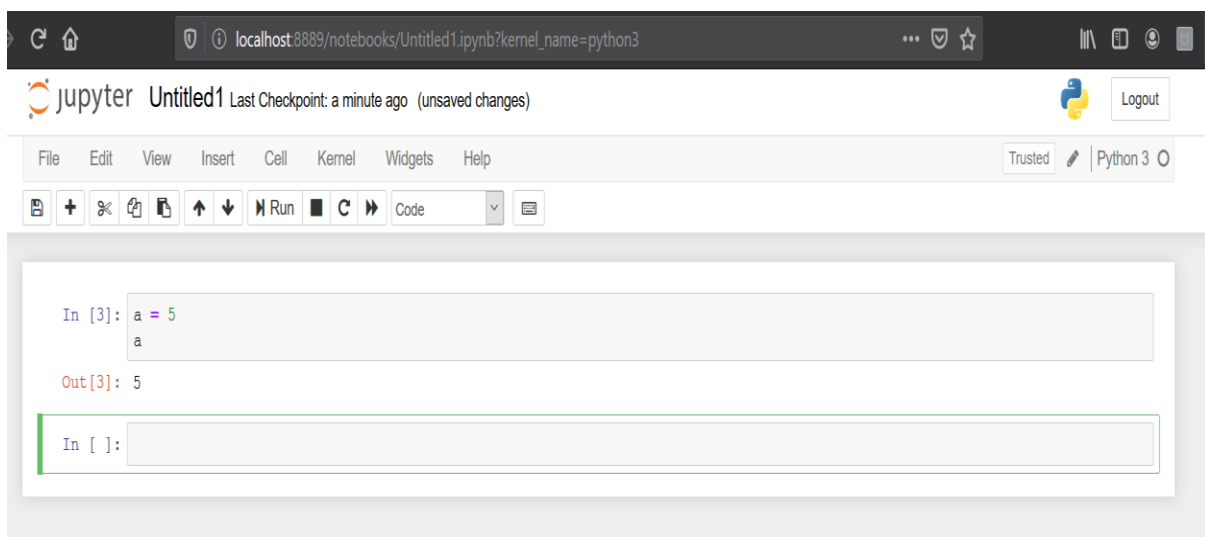 localhost:8889/notebooks/Untitled1.ipynb?kernel_name=python3
jupyter Untitled1 Last Checkpoint: a minute ago (unsaved changes)
Logout
File Edit View Insert Cell Kernel Widgets Help
Trusted Python 3
Run Code
In [3]: a = 5
a
Out[3]: 5
In [ ]: